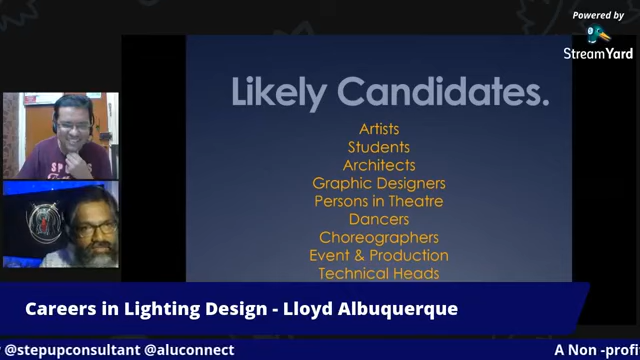 Powered by
StreamYard
Likely Candidates.
Artists
Students
Architects
Graphic Designers
Persons in Theatre
Dancers
Choreographers
Event & Production
Technical Heads
Careers in Lighting Design - Lloyd Albuquerque
@stepupconsultant @aluconnect
A Non -profi